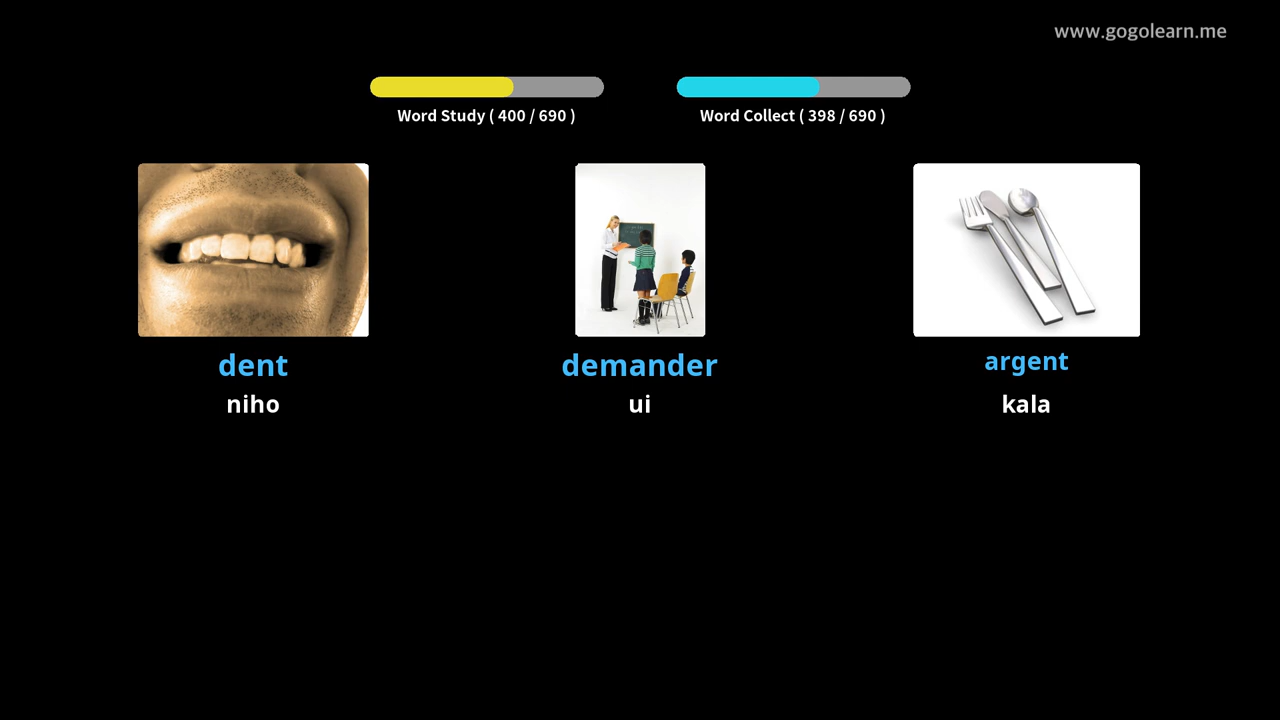 www.gogolearn.me
Word Study ( 400 / 690 )
Word Collect ( 398 / 690 )
dent
demander
argent
niho
ui
kala